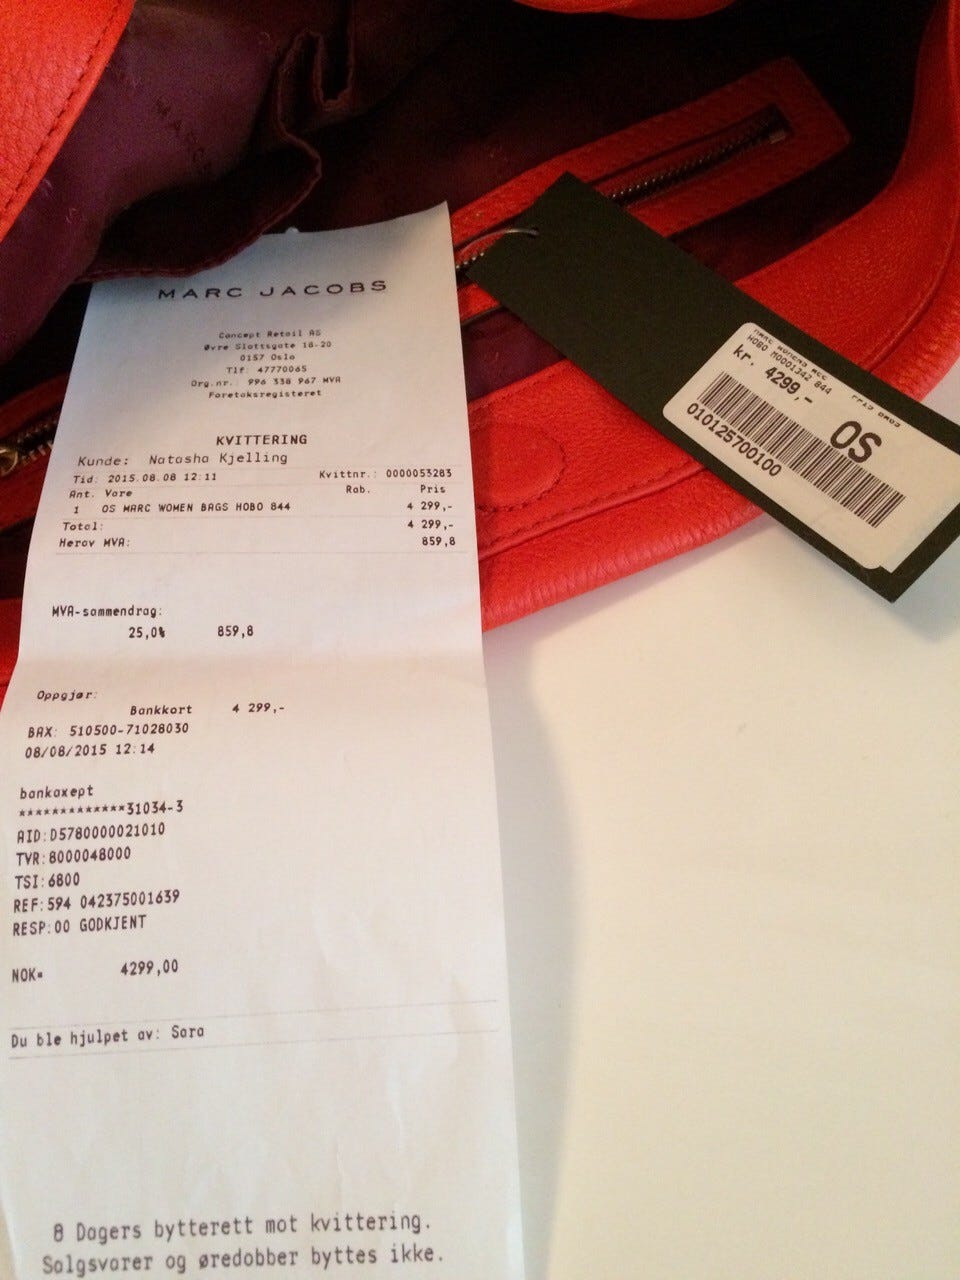 MARC JACOBS
Concept Retail AS
Øvre Slottsgate 18-20
0157 Oslo
Tlf: 47770065
Org.nr.: 996 338 967 MVA
Foretaksregisteret
KVITTERING
Kunde: Natasha Kjelling
Tid: 2015.08.08 12:11 Kvittnr.: 0000053283
Ant. Vare Rab. Pris
1 OS MARC WOMEN BAGS HOBO 844 4 299,-
Total: 4 299,-
Herav MVA: 859,8
MVA-sammendrag:
25,0% 859,8
Oppgjør:
Bankkort 4 299,-
BAX: 510500-71028030
08/08/2015 12:14
bankaxept
*************31034-3
AID:D5780000021010
TVR:8000048000
TSI:6800
REF:594 042375001639
RESP:00 GODKJENT
NOK= 4299,00
Du ble hjulpet av: Sara
8 Dagers bytterett mot kvittering.
Salgsvarer og øredobber byttes ikke.
HOBO M0001342 844
kr. 4299,-
OS
010125700100